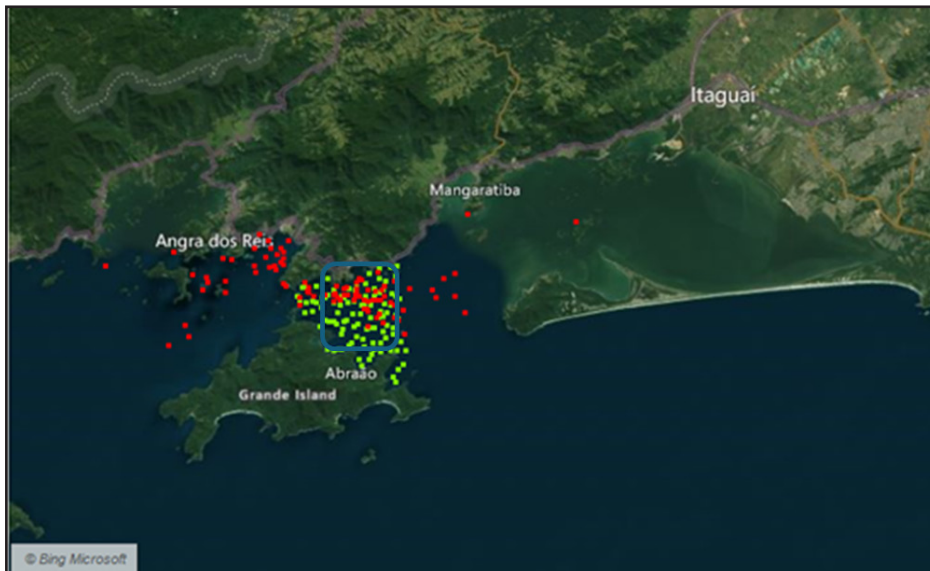 Itaguaí
Mangaratiba
Angra dos Reis
Abraão
Grande Island
© Bing Microsoft